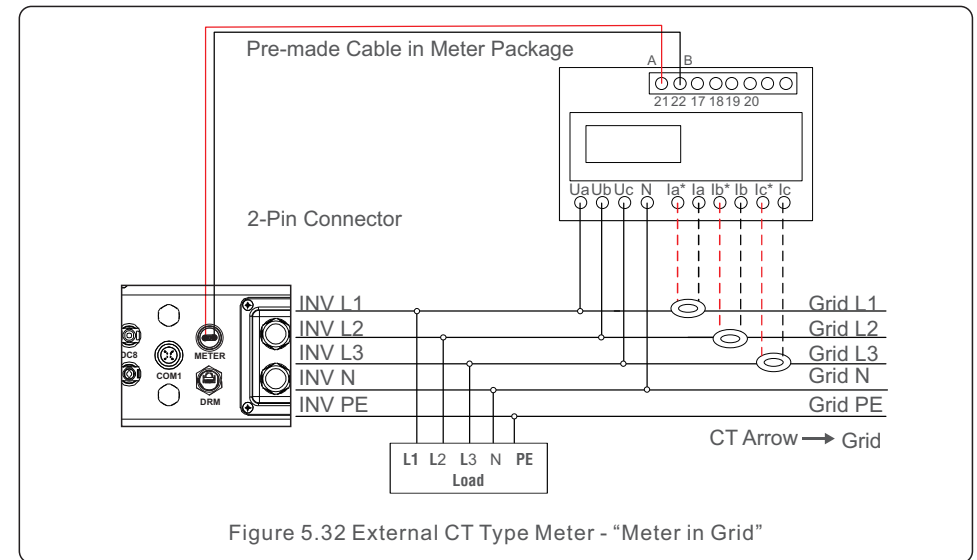 Pre-made Cable in Meter Package
A B
21 22 17 18 19 20
Ua Ub Uc N Ia* Ia Ib* Ib Ic* Ic
2-Pin Connector
INV L1 Grid L1
INV L2 Grid L2
INV L3 Grid L3
INV N Grid N
INV PE Grid PE
DC8 METER
COM1
DRM
CT Arrow → Grid
L1 L2 L3 N PE
Load
Figure 5.32 External CT Type Meter - “Meter in Grid”